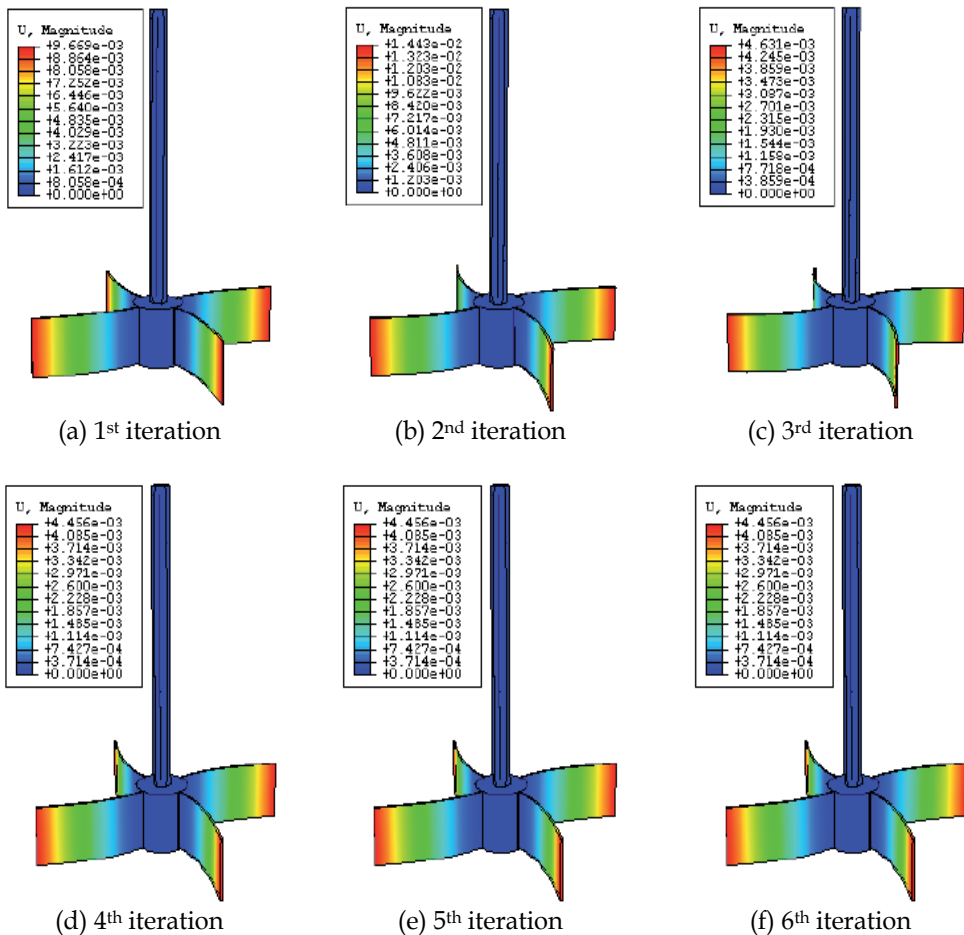 U, Magnitude
+9.669e-03
+8.864e-03
+8.058e-03
+7.252e-03
+6.446e-03
+5.640e-03
+4.835e-03
+4.029e-03
+3.223e-03
+2.417e-03
+1.612e-03
+8.058e-04
+0.000e+00
U, Magnitude
+1.443e-02
+1.323e-02
+1.203e-02
+1.083e-02
+9.622e-03
+8.420e-03
+7.217e-03
+6.014e-03
+4.811e-03
+3.608e-03
+2.406e-03
+1.203e-03
+0.000e+00
U, Magnitude
+4.631e-03
+4.245e-03
+3.859e-03
+3.473e-03
+3.087e-03
+2.701e-03
+2.315e-03
+1.930e-03
+1.544e-03
+1.158e-03
+7.718e-04
+3.859e-04
+0.000e+00
(a) 1st iteration
(b) 2nd iteration
(c) 3rd iteration
U, Magnitude
+4.456e-03
+4.085e-03
+3.714e-03
+3.342e-03
+2.971e-03
+2.600e-03
+2.228e-03
+1.857e-03
+1.485e-03
+1.114e-03
+7.427e-04
+3.714e-04
+0.000e+00
U, Magnitude
+4.456e-03
+4.085e-03
+3.714e-03
+3.342e-03
+2.971e-03
+2.600e-03
+2.228e-03
+1.857e-03
+1.485e-03
+1.114e-03
+7.427e-04
+3.714e-04
+0.000e+00
U, Magnitude
+4.456e-03
+4.085e-03
+3.714e-03
+3.342e-03
+2.971e-03
+2.600e-03
+2.228e-03
+1.857e-03
+1.485e-03
+1.114e-03
+7.427e-04
+3.714e-04
+0.000e+00
(d) 4th iteration
(e) 5th iteration
(f) 6th iteration